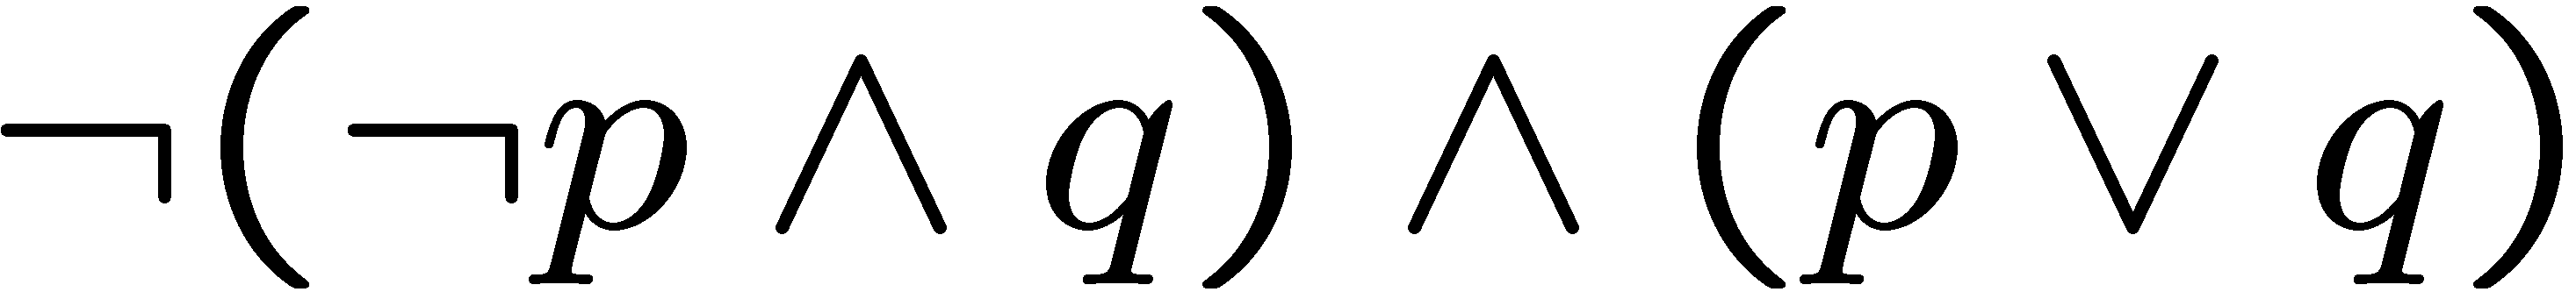 ¬(¬p ∧ q) ∧ (p ∨ q)